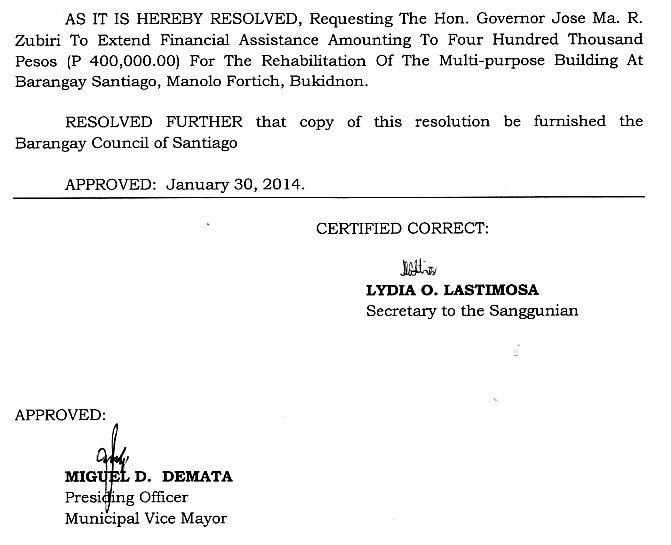 AS IT IS HEREBY RESOLVED, Requesting The Hon. Governor Jose Ma. R.
Zubiri To Extend Financial Assistance Amounting To Four Hundred Thousand
Pesos (P 400,000.00) For The Rehabilitation Of The Multi-purpose Building At
Barangay Santiago, Manolo Fortich, Bukidnon.
RESOLVED FURTHER that copy of this resolution be furnished the
Barangay Council of Santiago
APPROVED: January 30, 2014.
CERTIFIED CORRECT:
LYDIA O. LASTIMOSA
Secretary to the Sanggunian
APPROVED:
MIGUEL D. DEMATA
Presiding Officer
Municipal Vice Mayor